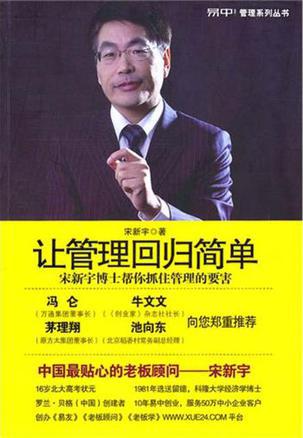 易中! 管理系列丛书
宋新宇 ◎ 著
让管理回归简单
宋新宇博士帮你抓住管理的要害
冯仑 牛文文
(万通集团董事长) (《创业家》杂志社社长)
茅理翔 池向东 向您郑重推荐
(原方太集团董事长) (北京稻香村常务副总经理)
中国最贴心的老板顾问——宋新宇
16岁北大高考状元 1981年选送留德,科隆大学经济学博士
罗兰·贝格(中国)创建者 10年易中创业,服务50万中小企业客户
创办《易友》《老板顾问》《老板学》WWW.XUE24.COM 平台